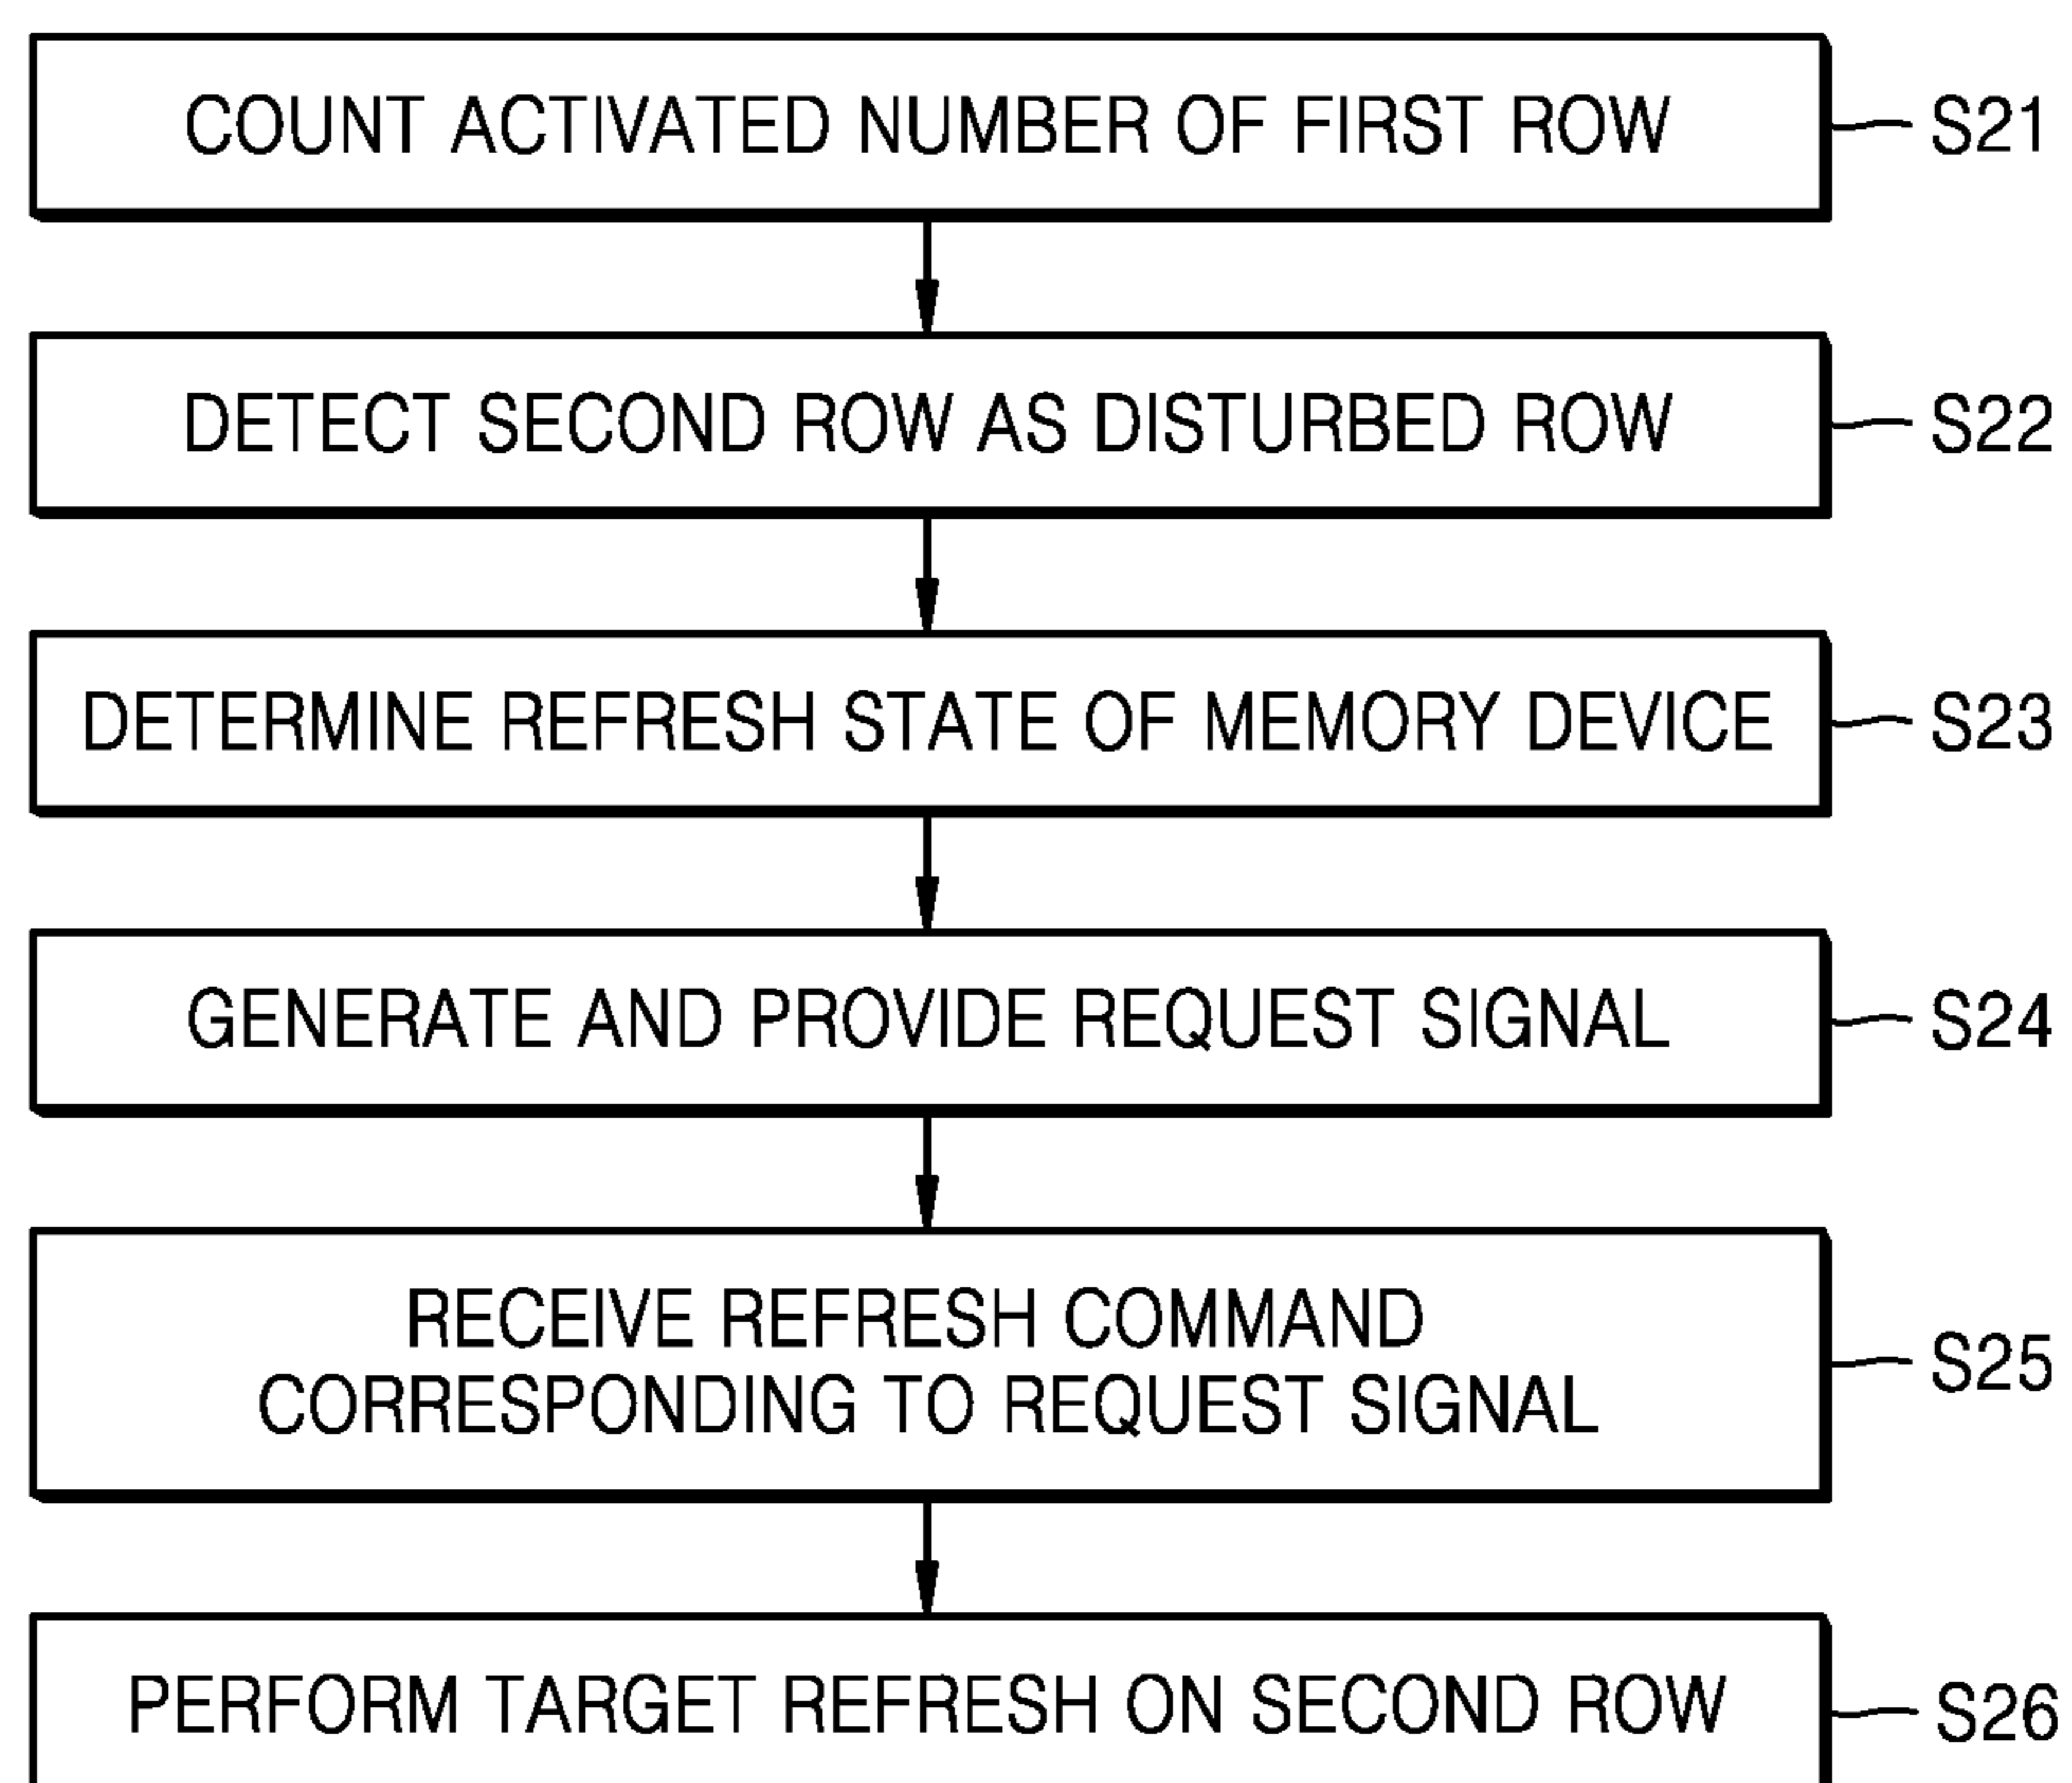 COUNT ACTIVATED NUMBER OF FIRST ROW S21
DETECT SECOND ROW AS DISTURBED ROW S22
DETERMINE REFRESH STATE OF MEMORY DEVICE S23
GENERATE AND PROVIDE REQUEST SIGNAL S24
RECEIVE REFRESH COMMAND
CORRESPONDING TO REQUEST SIGNAL S25
PERFORM TARGET REFRESH ON SECOND ROW S26